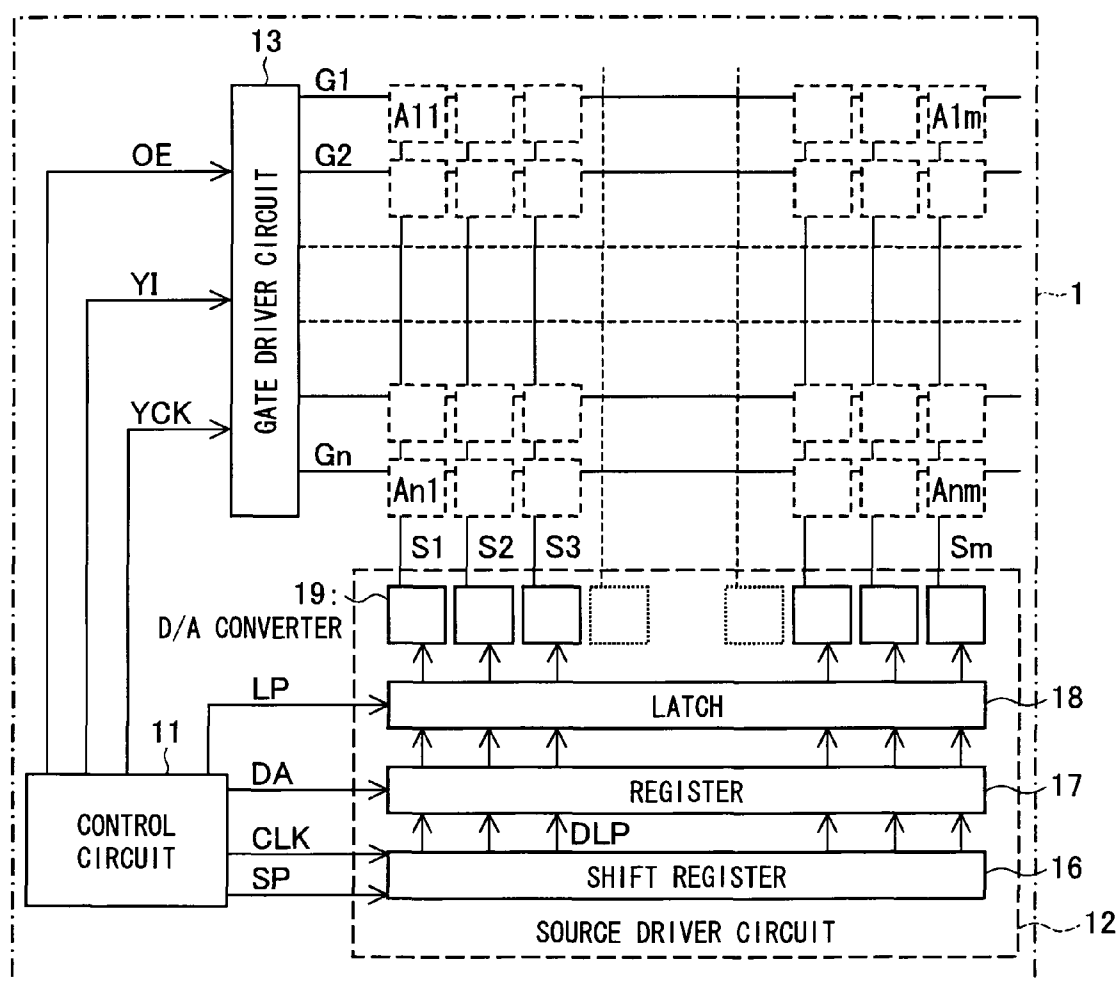 13
G1
A11
A1m
OE
G2
GATE DRIVER CIRCUIT
YI
1
YCK
Gn
An1
Anm
S1
S2
S3
Sm
19:
D/A CONVERTER
LP
LATCH
18
11
DA
REGISTER
17
CONTROL
CIRCUIT
CLK
DLP
SP
SHIFT REGISTER
16
SOURCE DRIVER CIRCUIT
12